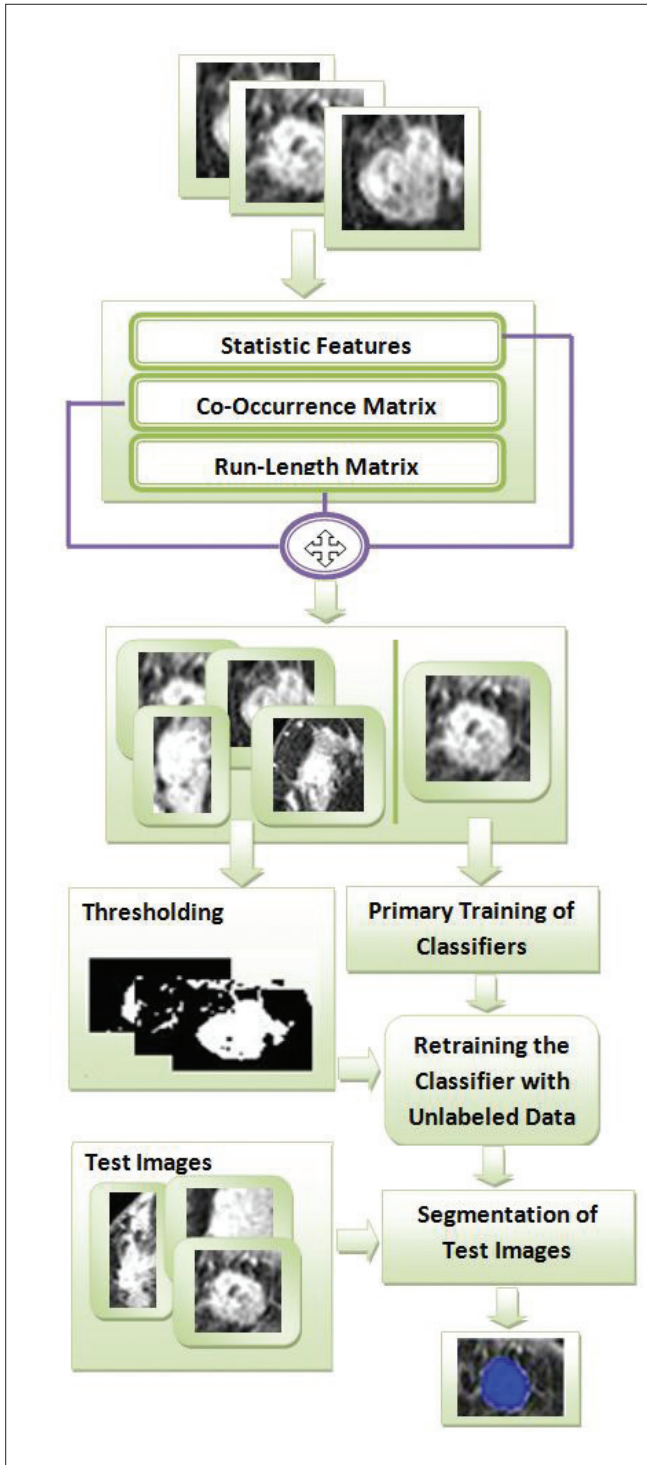 Statistic Features
Co-Occurrence Matrix
Run-Length Matrix
Thresholding
Primary Training of
Classifiers
Retraining the
Classifier with
Unlabeled Data
Test Images
Segmentation of
Test Images